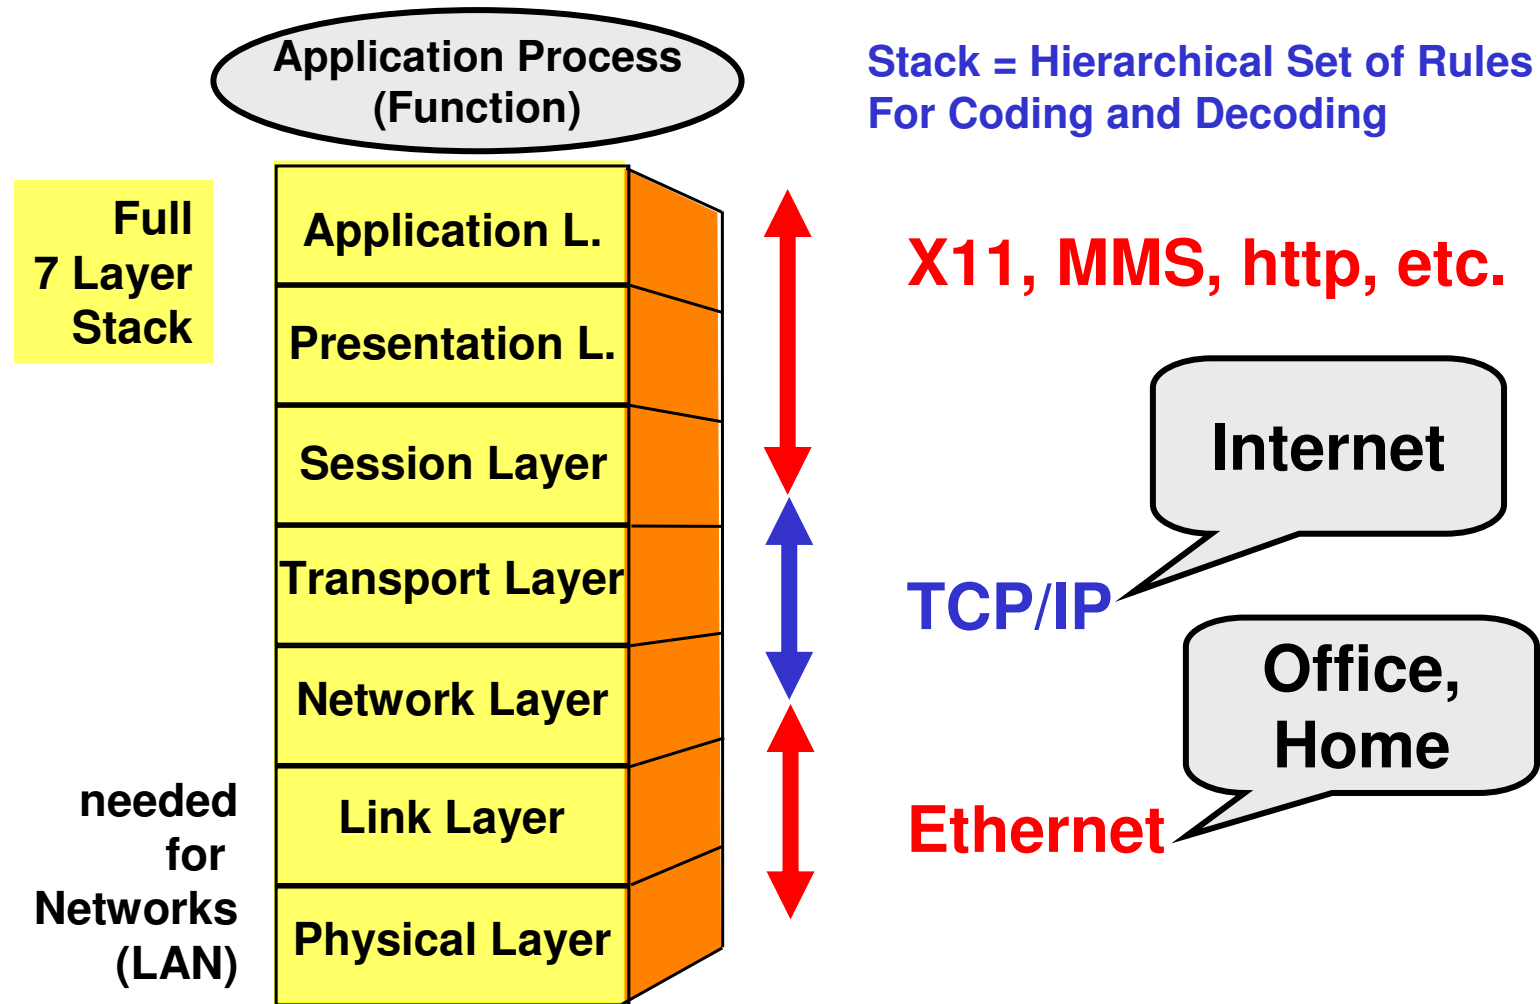 Application Process
(Function)
Stack = Hierarchical Set of Rules
For Coding and Decoding
Full
7 Layer
Stack
Application L.
X11, MMS, http, etc.
Presentation L.
Internet
Session Layer
Transport Layer
TCP/IP
Office,
Home
Network Layer
needed
for
Networks
(LAN)
Link Layer
Ethernet
Physical Layer